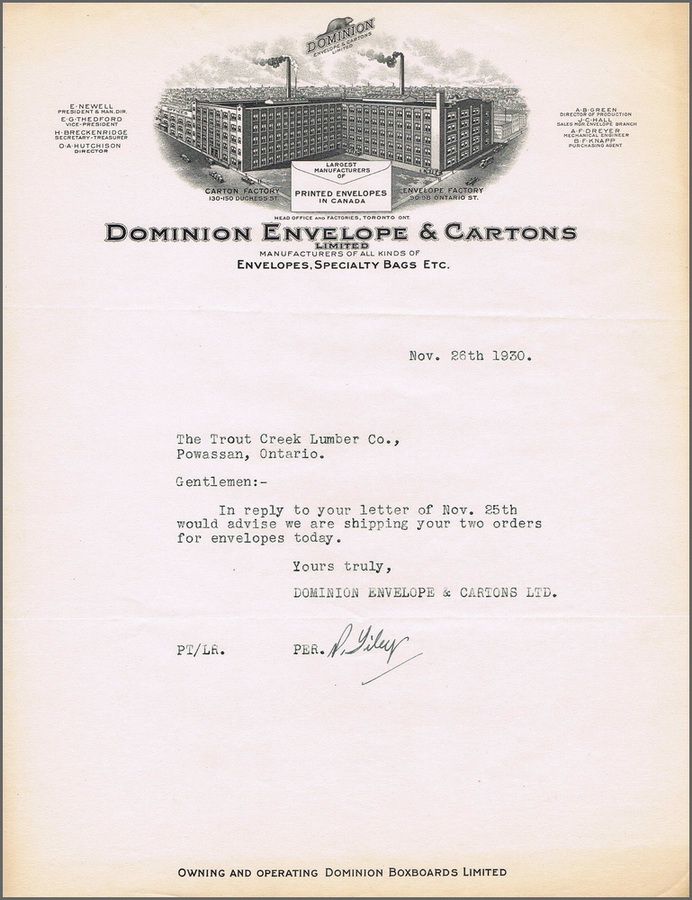 DOMINION
ENVELOPE & CARTONS
LIMITED
E·NEWELL
PRESIDENT & MAN. DIR.
E·G·THEDFORD
VICE-PRESIDENT
H·BRECKENRIDGE
SECRETARY-TREASURER
O·A·HUTCHISON
DIRECTOR
A·B·GREEN
DIRECTOR OF PRODUCTION
J·C·HALL
SALES MGR. ENVELOPE BRANCH
A·F·DREYER
MECHANICAL ENGINEER
B·F·KNAPP
PURCHASING AGENT
CARTON FACTORY
130-150 DUCHESS ST.
LARGEST
MANUFACTURERS
OF
PRINTED ENVELOPES
IN CANADA
ENVELOPE FACTORY
ONTARIO ST.
HEAD OFFICE AND FACTORIES, TORONTO ONT.
DOMINION ENVELOPE & CARTONS
LIMITED
MANUFACTURERS OF ALL KINDS OF
ENVELOPES, SPECIALTY BAGS ETC.
Nov. 26th 1930.
The Trout Creek Lumber Co.,
Powassan, Ontario.
Gentlemen:-
In reply to your letter of Nov. 25th
would advise we are shipping your two orders
for envelopes today.
Yours truly,
DOMINION ENVELOPE & CARTONS LTD.
PT/LR. PER.
OWNING AND OPERATING DOMINION BOXBOARDS LIMITED